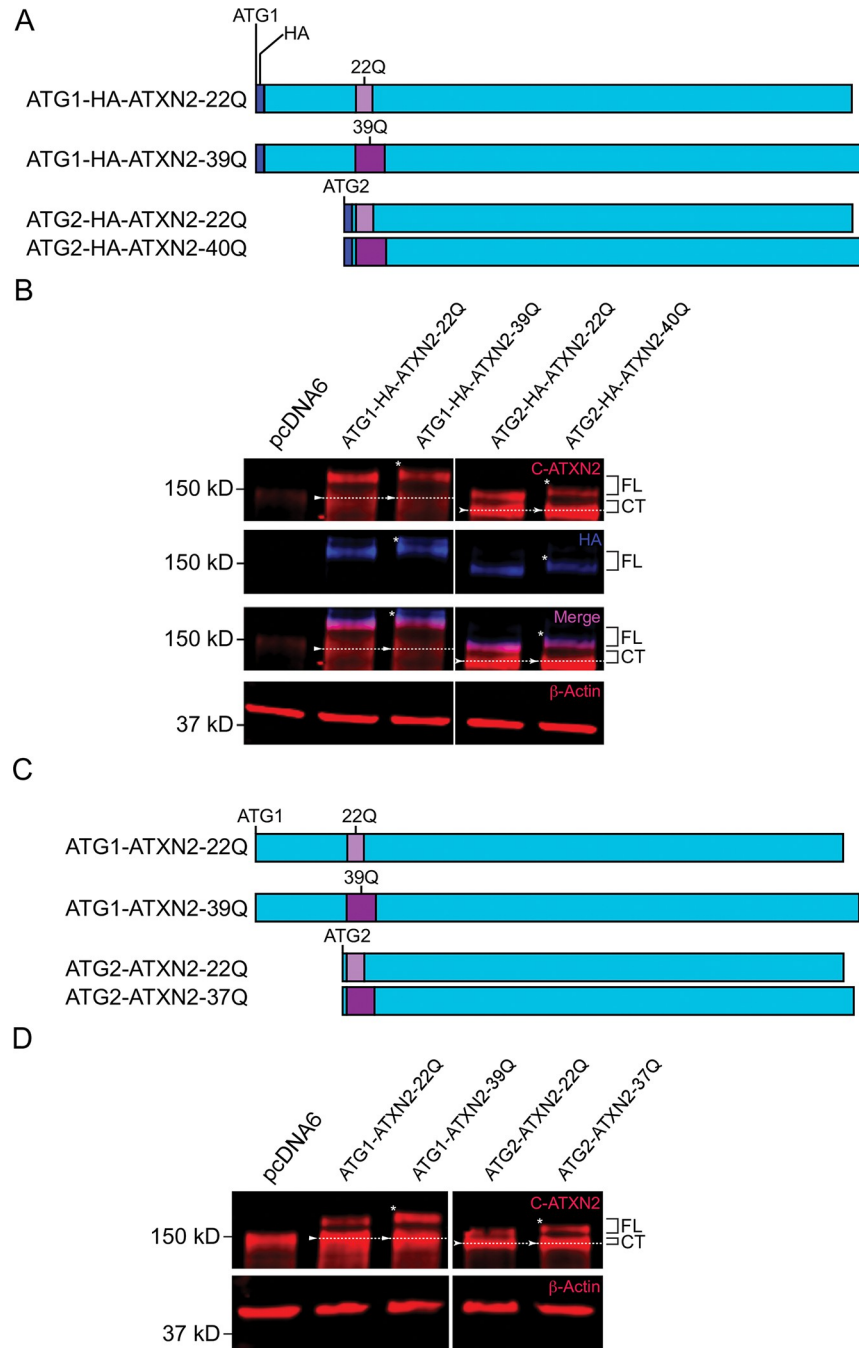 A
ATG1
HA
22Q
ATG1-HA-ATXN2-22Q
39Q
ATG1-HA-ATXN2-39Q
ATG2
ATG2-HA-ATXN2-22Q
ATG2-HA-ATXN2-40Q
B
pcDNA6
ATG1-HA-ATXN2-22Q
ATG1-HA-ATXN2-39Q
ATG2-HA-ATXN2-22Q
ATG2-HA-ATXN2-40Q
C-ATXN2
* *
150 kD
FL
CT
HA
* *
150 kD
FL
Merge
* *
150 kD
FL
CT
β-Actin
37 kD
C
ATG1
22Q
ATG1-ATXN2-22Q
39Q
ATG1-ATXN2-39Q
ATG2
ATG2-ATXN2-22Q
ATG2-ATXN2-37Q
D
pcDNA6
ATG1-ATXN2-22Q
ATG1-ATXN2-39Q
ATG2-ATXN2-22Q
ATG2-ATXN2-37Q
C-ATXN2
* *
150 kD
FL
CT
β-Actin
37 kD